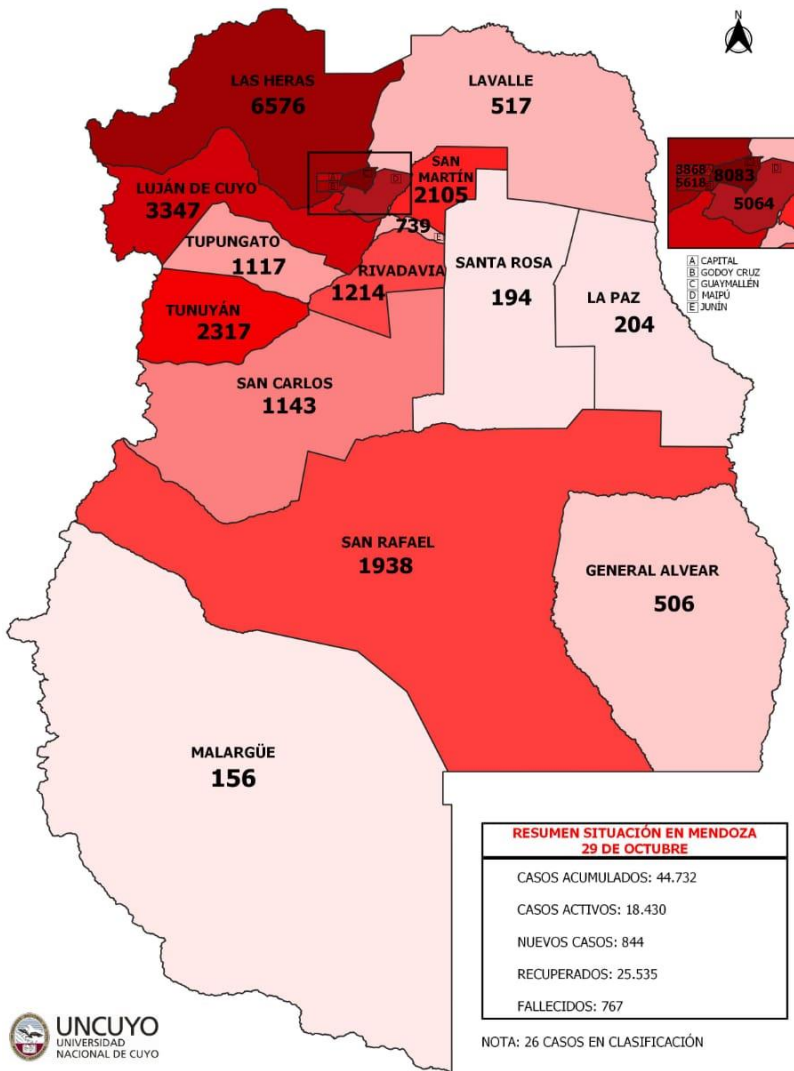 N
LAS HERAS
6576
LAVALLE
517
SAN
MARTÍN
2105
LUJÁN DE CUYO
3347
739
TUPUNGATO
1117
RIVADAVIA
1214
SANTA ROSA
194
LA PAZ
204
TUNUYÁN
2317
SAN CARLOS
1143
3868
5618
8083
5064
A CAPITAL
B GODOY CRUZ
C GUAYMALLÉN
D MAIPÚ
E JUNÍN
SAN RAFAEL
1938
GENERAL ALVEAR
506
MALARGÜE
156
RESUMEN SITUACIÓN EN MENDOZA
29 DE OCTUBRE
CASOS ACUMULADOS: 44.732
CASOS ACTIVOS: 18.430
NUEVOS CASOS: 844
RECUPERADOS: 25.535
FALLECIDOS: 767
NOTA: 26 CASOS EN CLASIFICACIÓN
UNCUYO
UNIVERSIDAD
NACIONAL DE CUYO